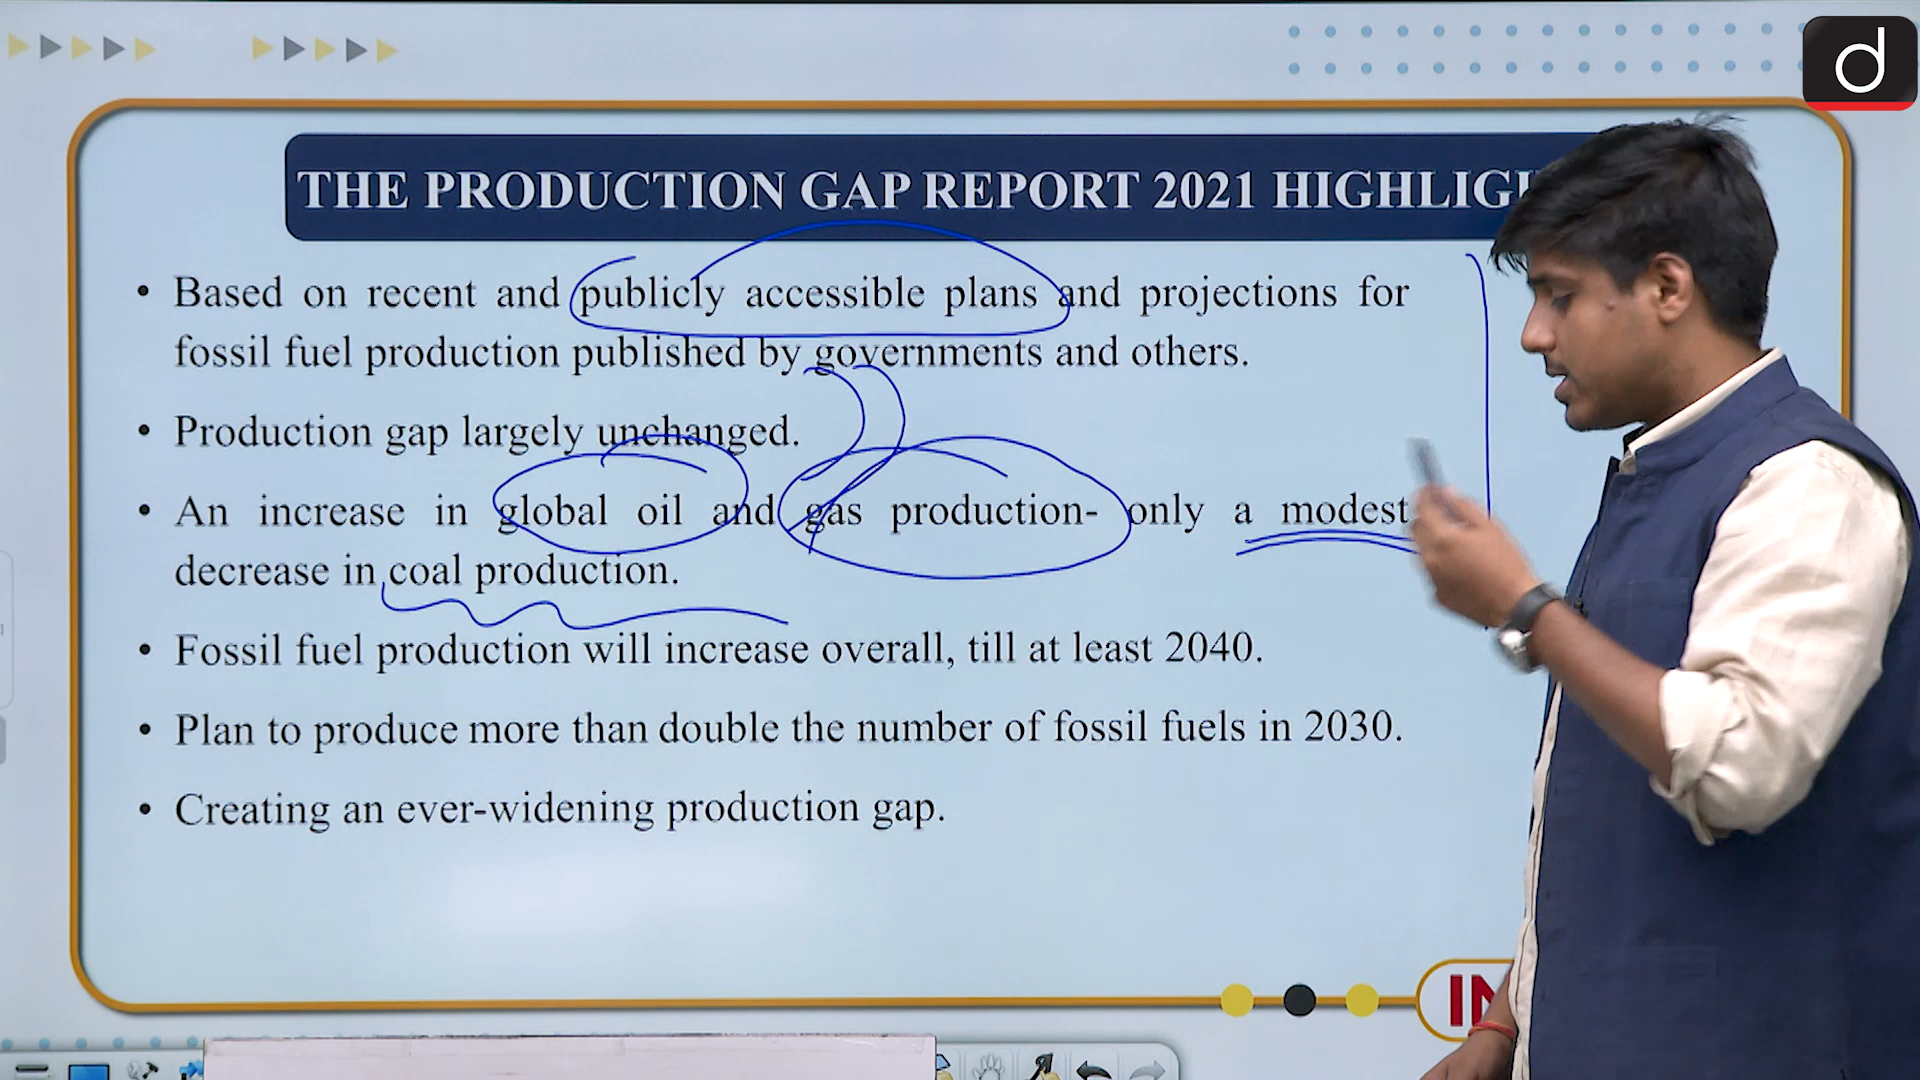 d
THE PRODUCTION GAP REPORT 2021
• Based on recent and publicly accessible plans and projections for
fossil fuel production published by governments and others.
• Production gap largely unchanged.
• An increase in global oil and gas production- only a modest
decrease in coal production.
• Fossil fuel production will increase overall, till at least 2040.
• Plan to produce more than double the number of fossil fuels in 2030.
• Creating an ever-widening production gap.